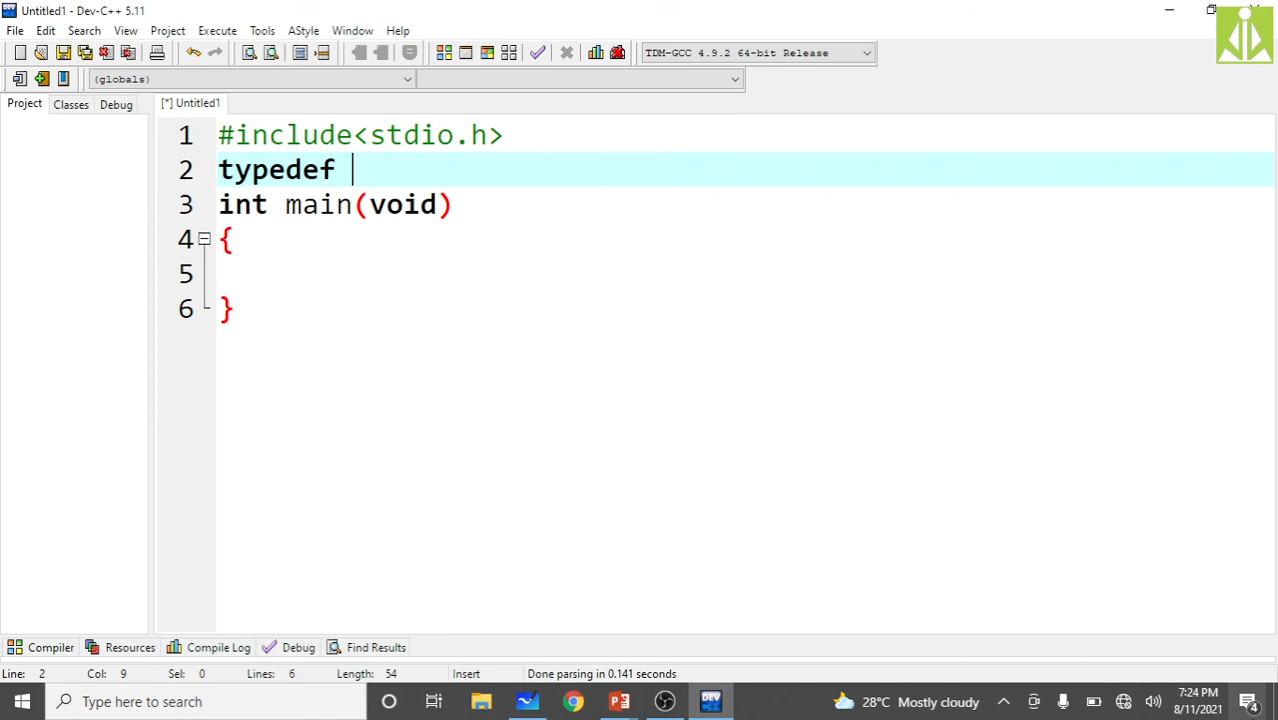 Untitled1 - Dev-C++ 5.11
File Edit Search View Project Execute Tools AStyle Window Help
TDM-GCC 4.9.2 64-bit Release
(globals)
Project Classes Debug [*] Untitled1
1 #include<stdio.h>
2 typedef
3 int main(void)
4 {
5
6 }
Compiler Resources Compile Log Debug Find Results
Line: 2 Col: 9 Sel: 0 Lines: 6 Length: 54 Insert Done parsing in 0.141 seconds
Type here to search DEV 28°C Mostly cloudy 7:24 PM
8/11/2021 4